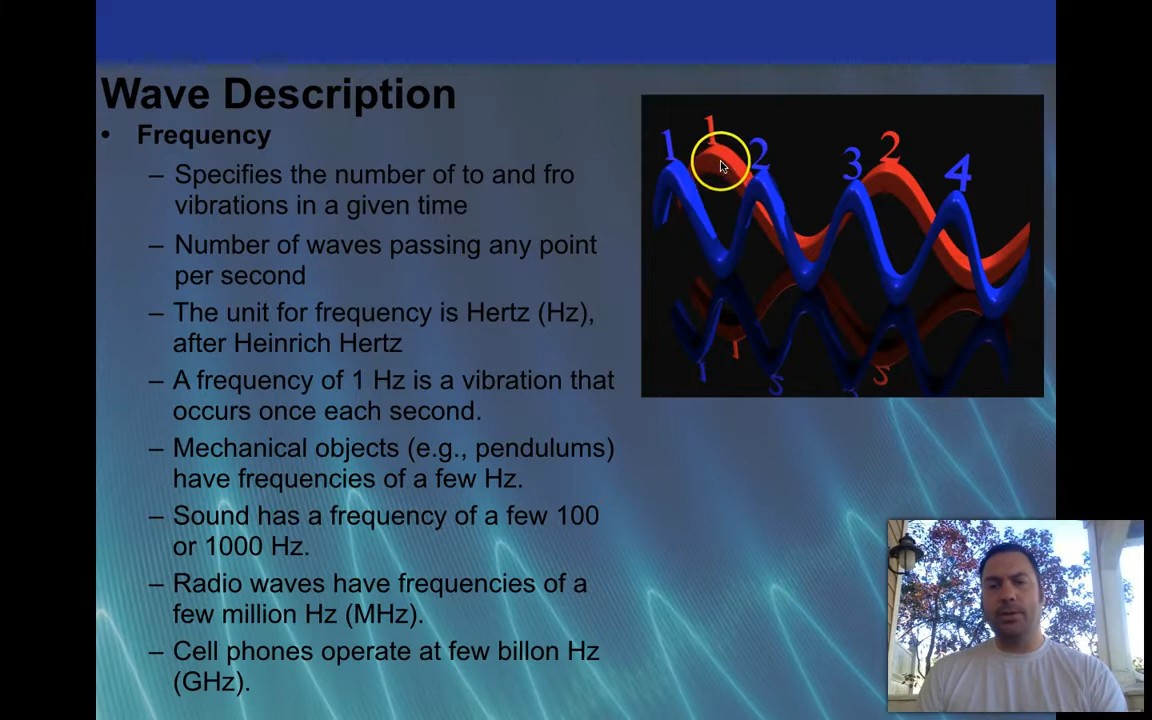 Wave Description
• Frequency
– Specifies the number of to and fro
vibrations in a given time
– Number of waves passing any point
per second
– The unit for frequency is Hertz (Hz),
after Heinrich Hertz
– A frequency of 1 Hz is a vibration that
occurs once each second.
– Mechanical objects (e.g., pendulums)
have frequencies of a few Hz.
– Sound has a frequency of a few 100
or 1000 Hz.
– Radio waves have frequencies of a
few million Hz (MHz).
– Cell phones operate at few billon Hz
(GHz).
1 1 2 3 2 4